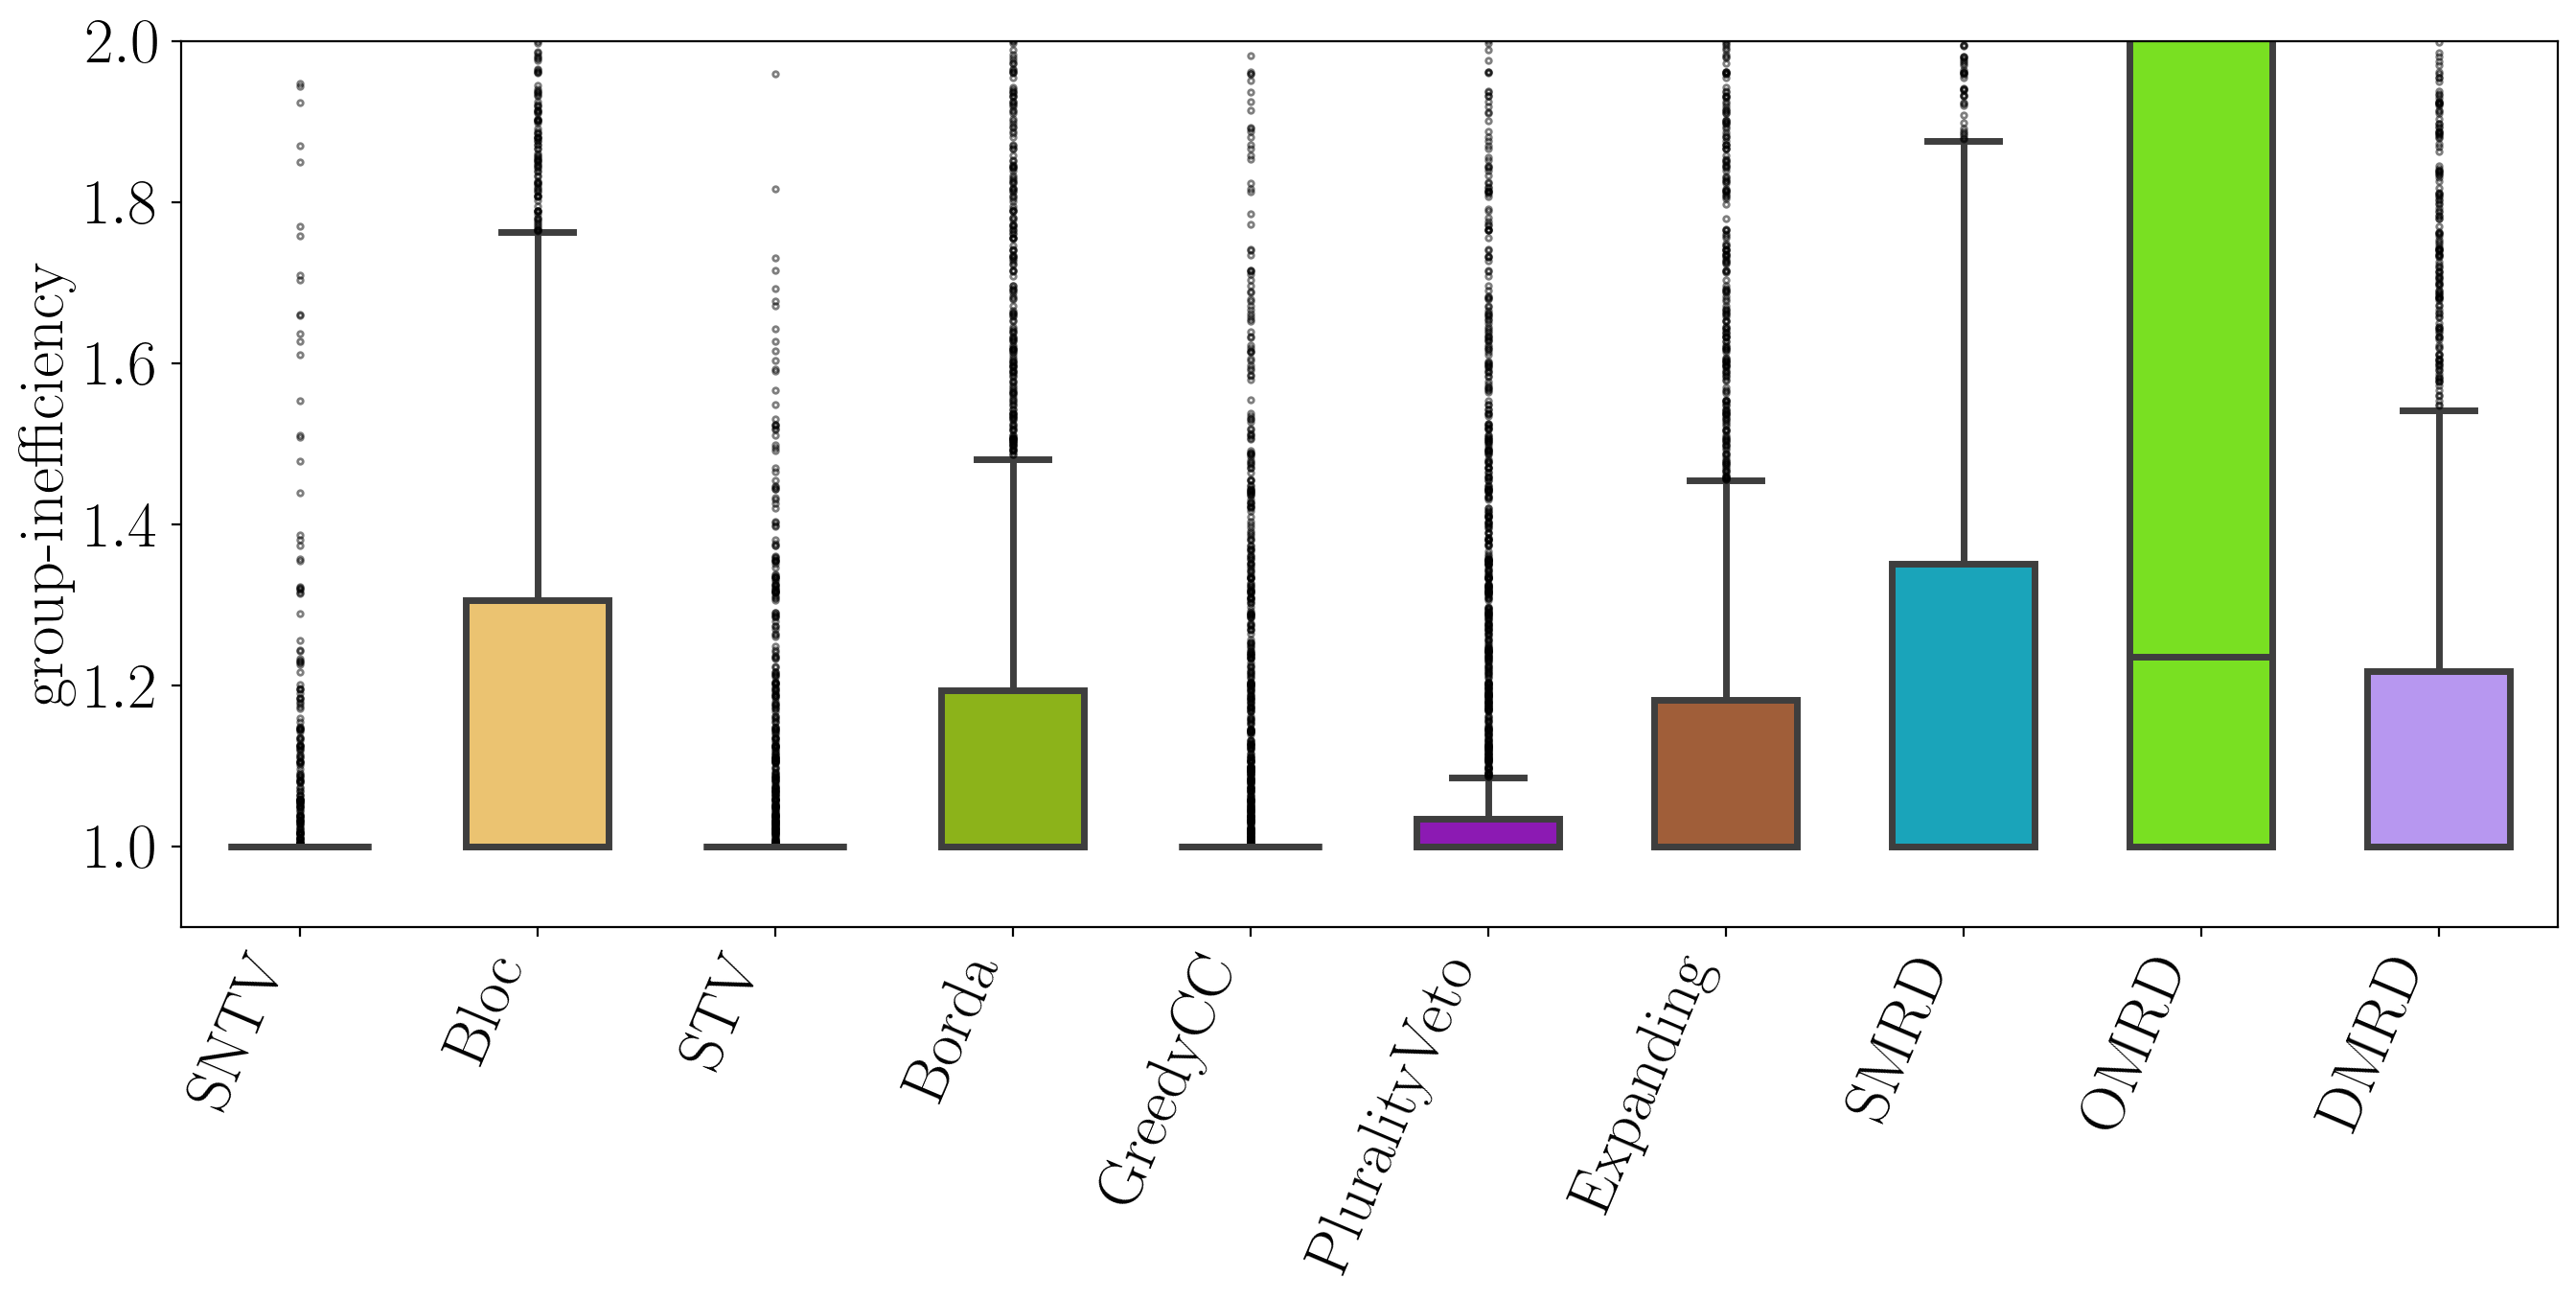 group-inefficiency
2.0
1.8
1.6
1.4
1.2
1.0
SNTV
Bloc
STV
Borda
GreedyCC
PluralityVeto
Expanding
SMRD
OMRD
DMRD